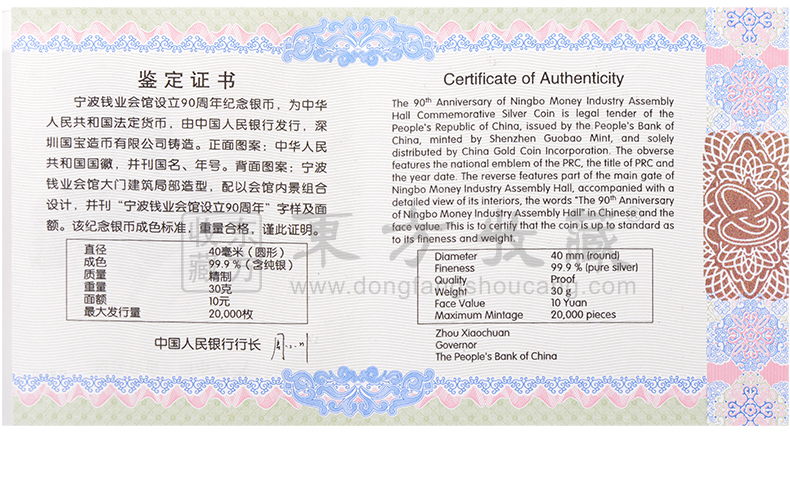 鉴定证书
宁波钱业会馆设立90周年纪念银币，为中华
人民共和国法定货币，由中国人民银行发行，深
圳国宝造币有限公司铸造。正面图案：中华人民
共和国国徽，并刊国名、年号。背面图案：宁波
钱业会馆大门建筑局部造型，配以会馆内景组合
设计，并刊“宁波钱业会馆设立90周年”字样及面
额。该纪念银币成色标准，重量合格，谨此证明。
直径 40毫米（圆形）
成色 99.9％（含纯银）
质量 精制
重量 30克
面额 10元
最大发行量 20,000枚
中国人民银行行长
Certificate of Authenticity
The 90th Anniversary of Ningbo Money Industry Assembly
Hall Commemorative Silver Coin is legal tender of the
People's Republic of China, issued by the People's Bank of
China, minted by Shenzhen Guobao Mint, and solely
distributed by China Gold Coin Incorporation. The obverse
features the national emblem of the PRC, the title of PRC and
the year date. The reverse features part of the main gate of
Ningbo Money Industry Assembly Hall, accompanied with a
detailed view of its interiors, the words "The 90th Anniversary
of Ningbo Money Industry Assembly Hall" in Chinese and the
face value. This is to certify that the coin is up to standard as
to its fineness and weight.
Diameter 40 mm (round)
Fineness 99.9 % (pure silver)
Quality Proof
Weight 30 g
Face Value 10 Yuan
Maximum Mintage 20,000 pieces
Zhou Xiaochuan
Governor
The People's Bank of China
東方收藏
www.dongfangshoucang.com